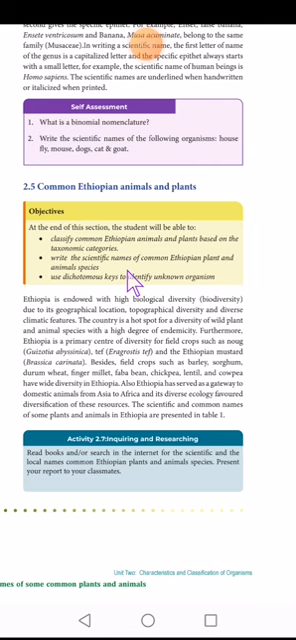 second gives the specific epithet. For Example, Enset, false banana,
Ensete ventricosum and Banana, Musa acuminate, belong to the same
family (Musaceae).In writing a scientific name, the first letter of
name of the genus is a capitalized letter and the specific epithet always starts
with a small letter, for example, the scientific name of human beings is
Homo sapiens. The scientific names are underlined when handwritten
or italicized when printed.
Self Assessment
1. What is a binomial nomenclature?
2. Write the scientific names of the following organisms: house
fly, mouse, dogs, cat & goat.
2.5 Common Ethiopian animals and plants
Objectives
At the end of this section, the student will be able to:
• classify common Ethiopian animals and plants based on the
taxonomic categories.
• write the scientific names of common Ethiopian plant and
animals species
• use dichotomous keys to identify unknown organism
Ethiopia is endowed with high biological diversity (biodiversity)
due to its geographical location, topographical diversity and diverse
climatic features. The country is a hot spot for a diversity of wild plant
and animal species with a high degree of endemicity. Furthermore,
Ethiopia is a primary centre of diversity for field crops such as noug
(Guizotia abyssinica), tef (Eragrostis tef) and the Ethiopian mustard
(Brassica carinata). Besides, field crops such as barley, sorghum,
durum wheat, finger millet, faba bean, chickpea, lentil, and cowpea
have wide diversity in Ethiopia. Also Ethiopia has served as a gateway to
domestic animals from Asia to Africa and its diverse ecology favoured
diversification of these resources. The scientific and common names
of some plants and animals in Ethiopia are presented in table 1.
Activity 2.7:Inquiring and Researching
Read books and/or search in the internet for the scientific and the
local names common Ethiopian plants and animals species. Present
your report to your classmates.
Unit Two: Characteristics and Classification of Organisms
mes of some common plants and animals